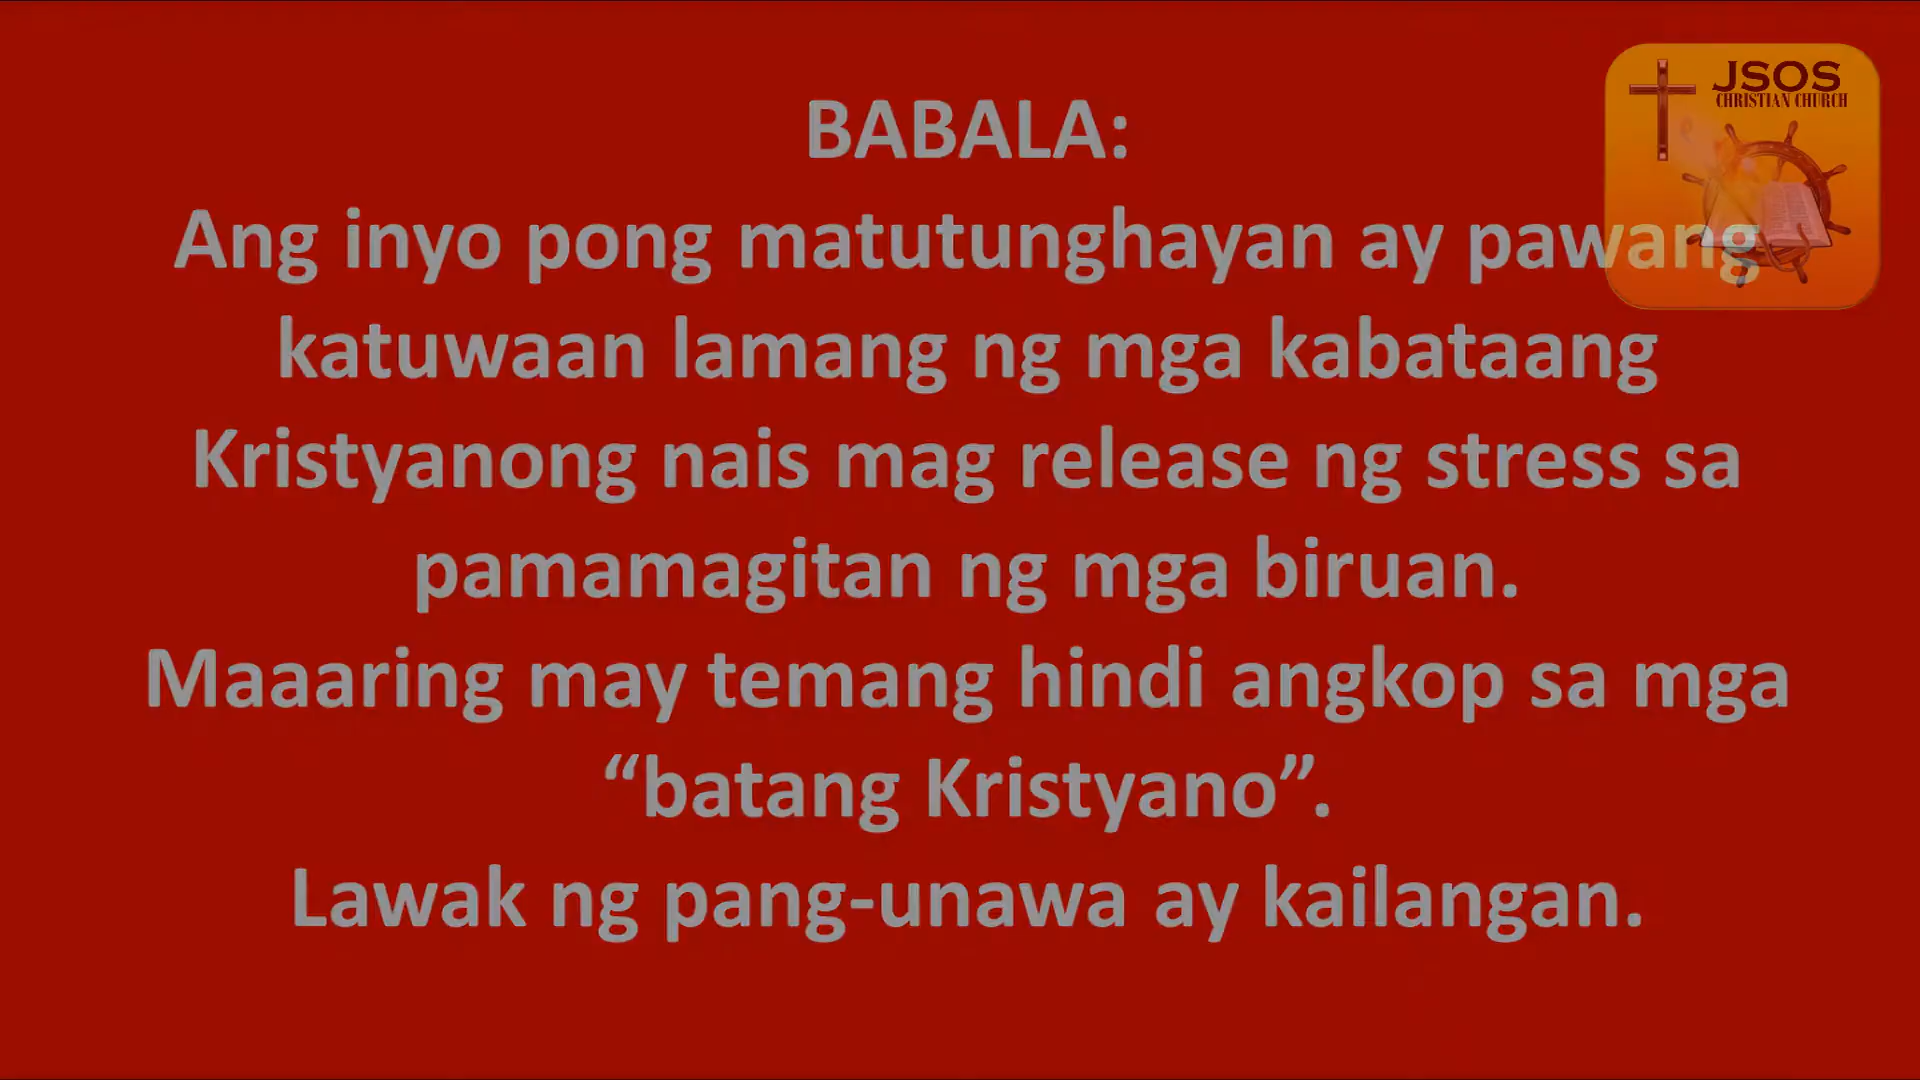 JSOS
CHRISTIAN CHURCH
BABALA:
Ang inyo pong matutunghayan ay pawang
katuwaan lamang ng mga kabataang
Kristyanong nais mag release ng stress sa
pamamagitan ng mga biruan.
Maaaring may temang hindi angkop sa mga
“batang Kristyano”.
Lawak ng pang-unawa ay kailangan.